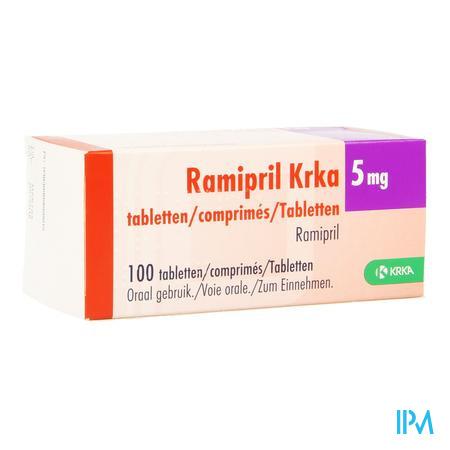 Ramipril Krka 5 mg
tabletten/comprimés/Tabletten
Ramipril
100 tabletten/comprimés/Tabletten
Oraal gebruik./Voie orale./Zum Einnehmen.
KRKA
IPM